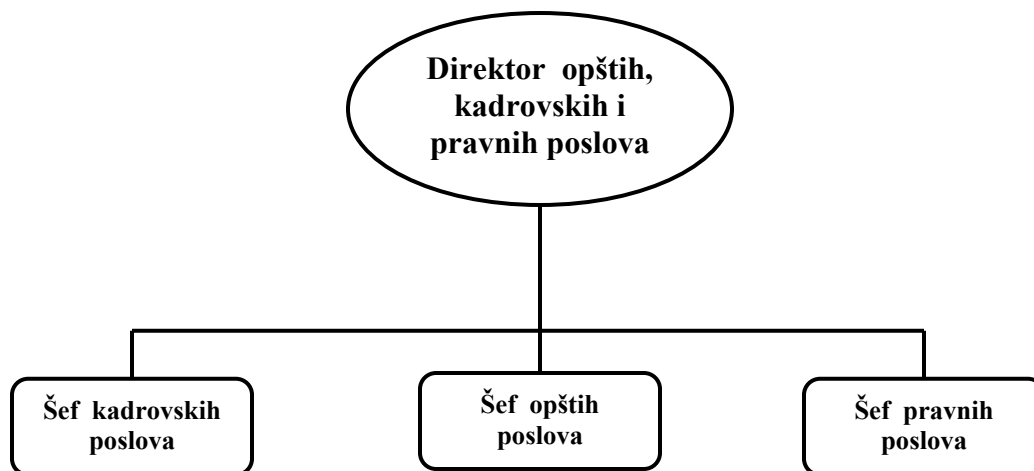 Direktor opštih,
kadrovskih i
pravnih poslova
Šef kadrovskih
poslova
Šef opštih
poslova
Šef pravnih
poslova